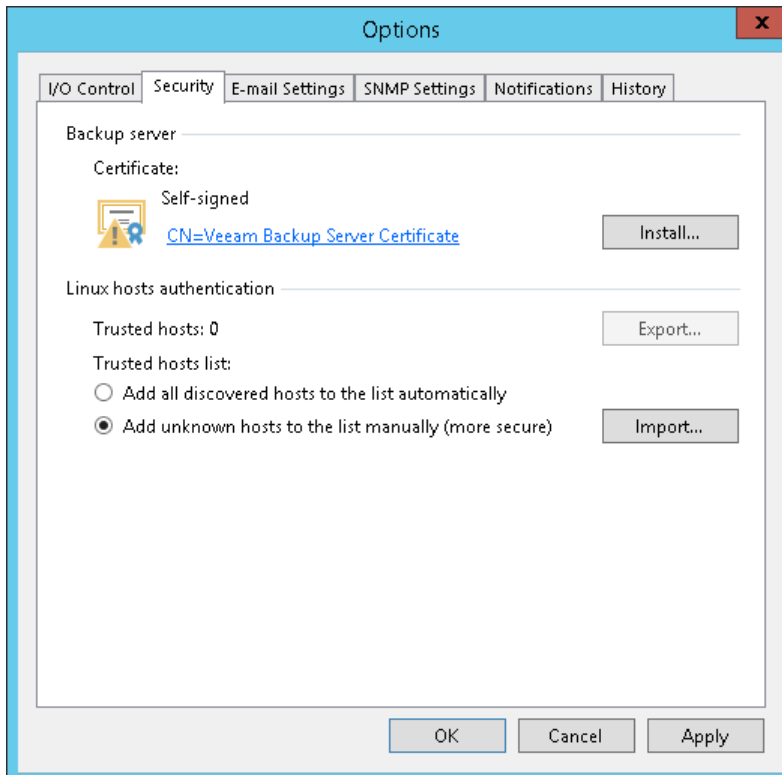 Options
x
I/O Control Security E-mail Settings SNMP Settings Notifications History
Backup server
Certificate:
Self-signed
CN=Veeam Backup Server Certificate
Install...
Linux hosts authentication
Trusted hosts: 0
Export...
Trusted hosts list:
Add all discovered hosts to the list automatically
Add unknown hosts to the list manually (more secure)
Import...
OK Cancel Apply